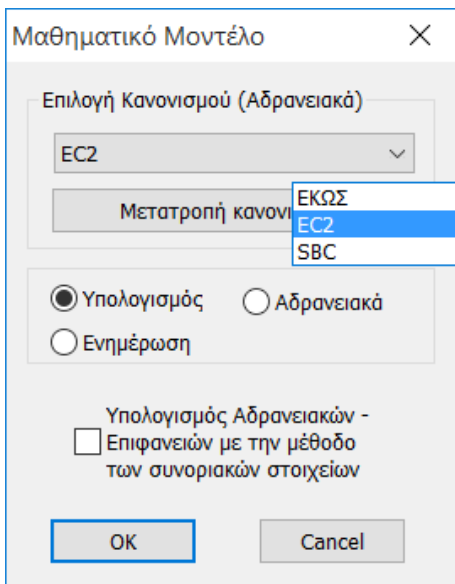 Μαθηματικό Μοντέλο
Επιλογή Κανονισμού (Αδρανειακά)
EC2
Μετατροπή κανονι
ΕΚΩΣ
EC2
SBC
Υπολογισμός
Αδρανειακά
Ενημέρωση
Υπολογισμός Αδρανειακών -
Επιφανειών με την μέθοδο
των συνοριακών στοιχείων
OK
Cancel